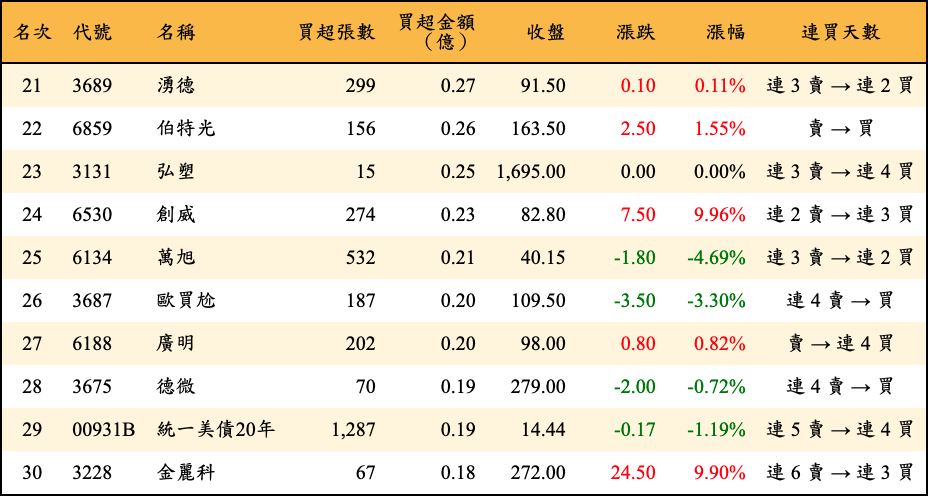 名次 代號 名稱 買超張數 買超金額（億） 收盤 漲跌 漲幅 連買天數
21 3689 湧德 299 0.27 91.50 0.10 0.11% 連 3 賣 → 連 2 買
22 6859 伯特光 156 0.26 163.50 2.50 1.55% 賣 → 買
23 3131 弘塑 15 0.25 1,695.00 0.00 0.00% 連 3 賣 → 連 4 買
24 6530 創威 274 0.23 82.80 7.50 9.96% 連 2 賣 → 連 3 買
25 6134 萬旭 532 0.21 40.15 -1.80 -4.69% 連 3 賣 → 連 2 買
26 3687 歐買尬 187 0.20 109.50 -3.50 -3.30% 連 4 賣 → 買
27 6188 廣明 202 0.20 98.00 0.80 0.82% 賣 → 連 4 買
28 3675 德微 70 0.19 279.00 -2.00 -0.72% 連 4 賣 → 買
29 00931B 統一美債20年 1,287 0.19 14.44 -0.17 -1.19% 連 5 賣 → 連 4 買
30 3228 金麗科 67 0.18 272.00 24.50 9.90% 連 6 賣 → 連 3 買